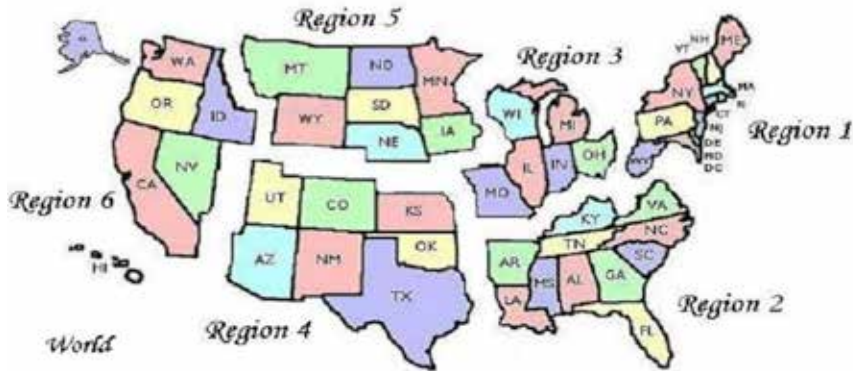 Region 5
Region 3
Region 1
Region 6
Region 4
Region 2
World
WA
OR
ID
CA
NV
HI
MT
ND
MN
WY
SD
NE
IA
UT
CO
KS
AZ
NM
OK
TX
WI
MI
IL
IN
OH
MO
ME
NH
VT
NY
MA
RI
CT
PA
NJ
DE
MD
DC
WV
KY
VA
TN
NC
SC
AR
MS
AL
GA
LA
FL